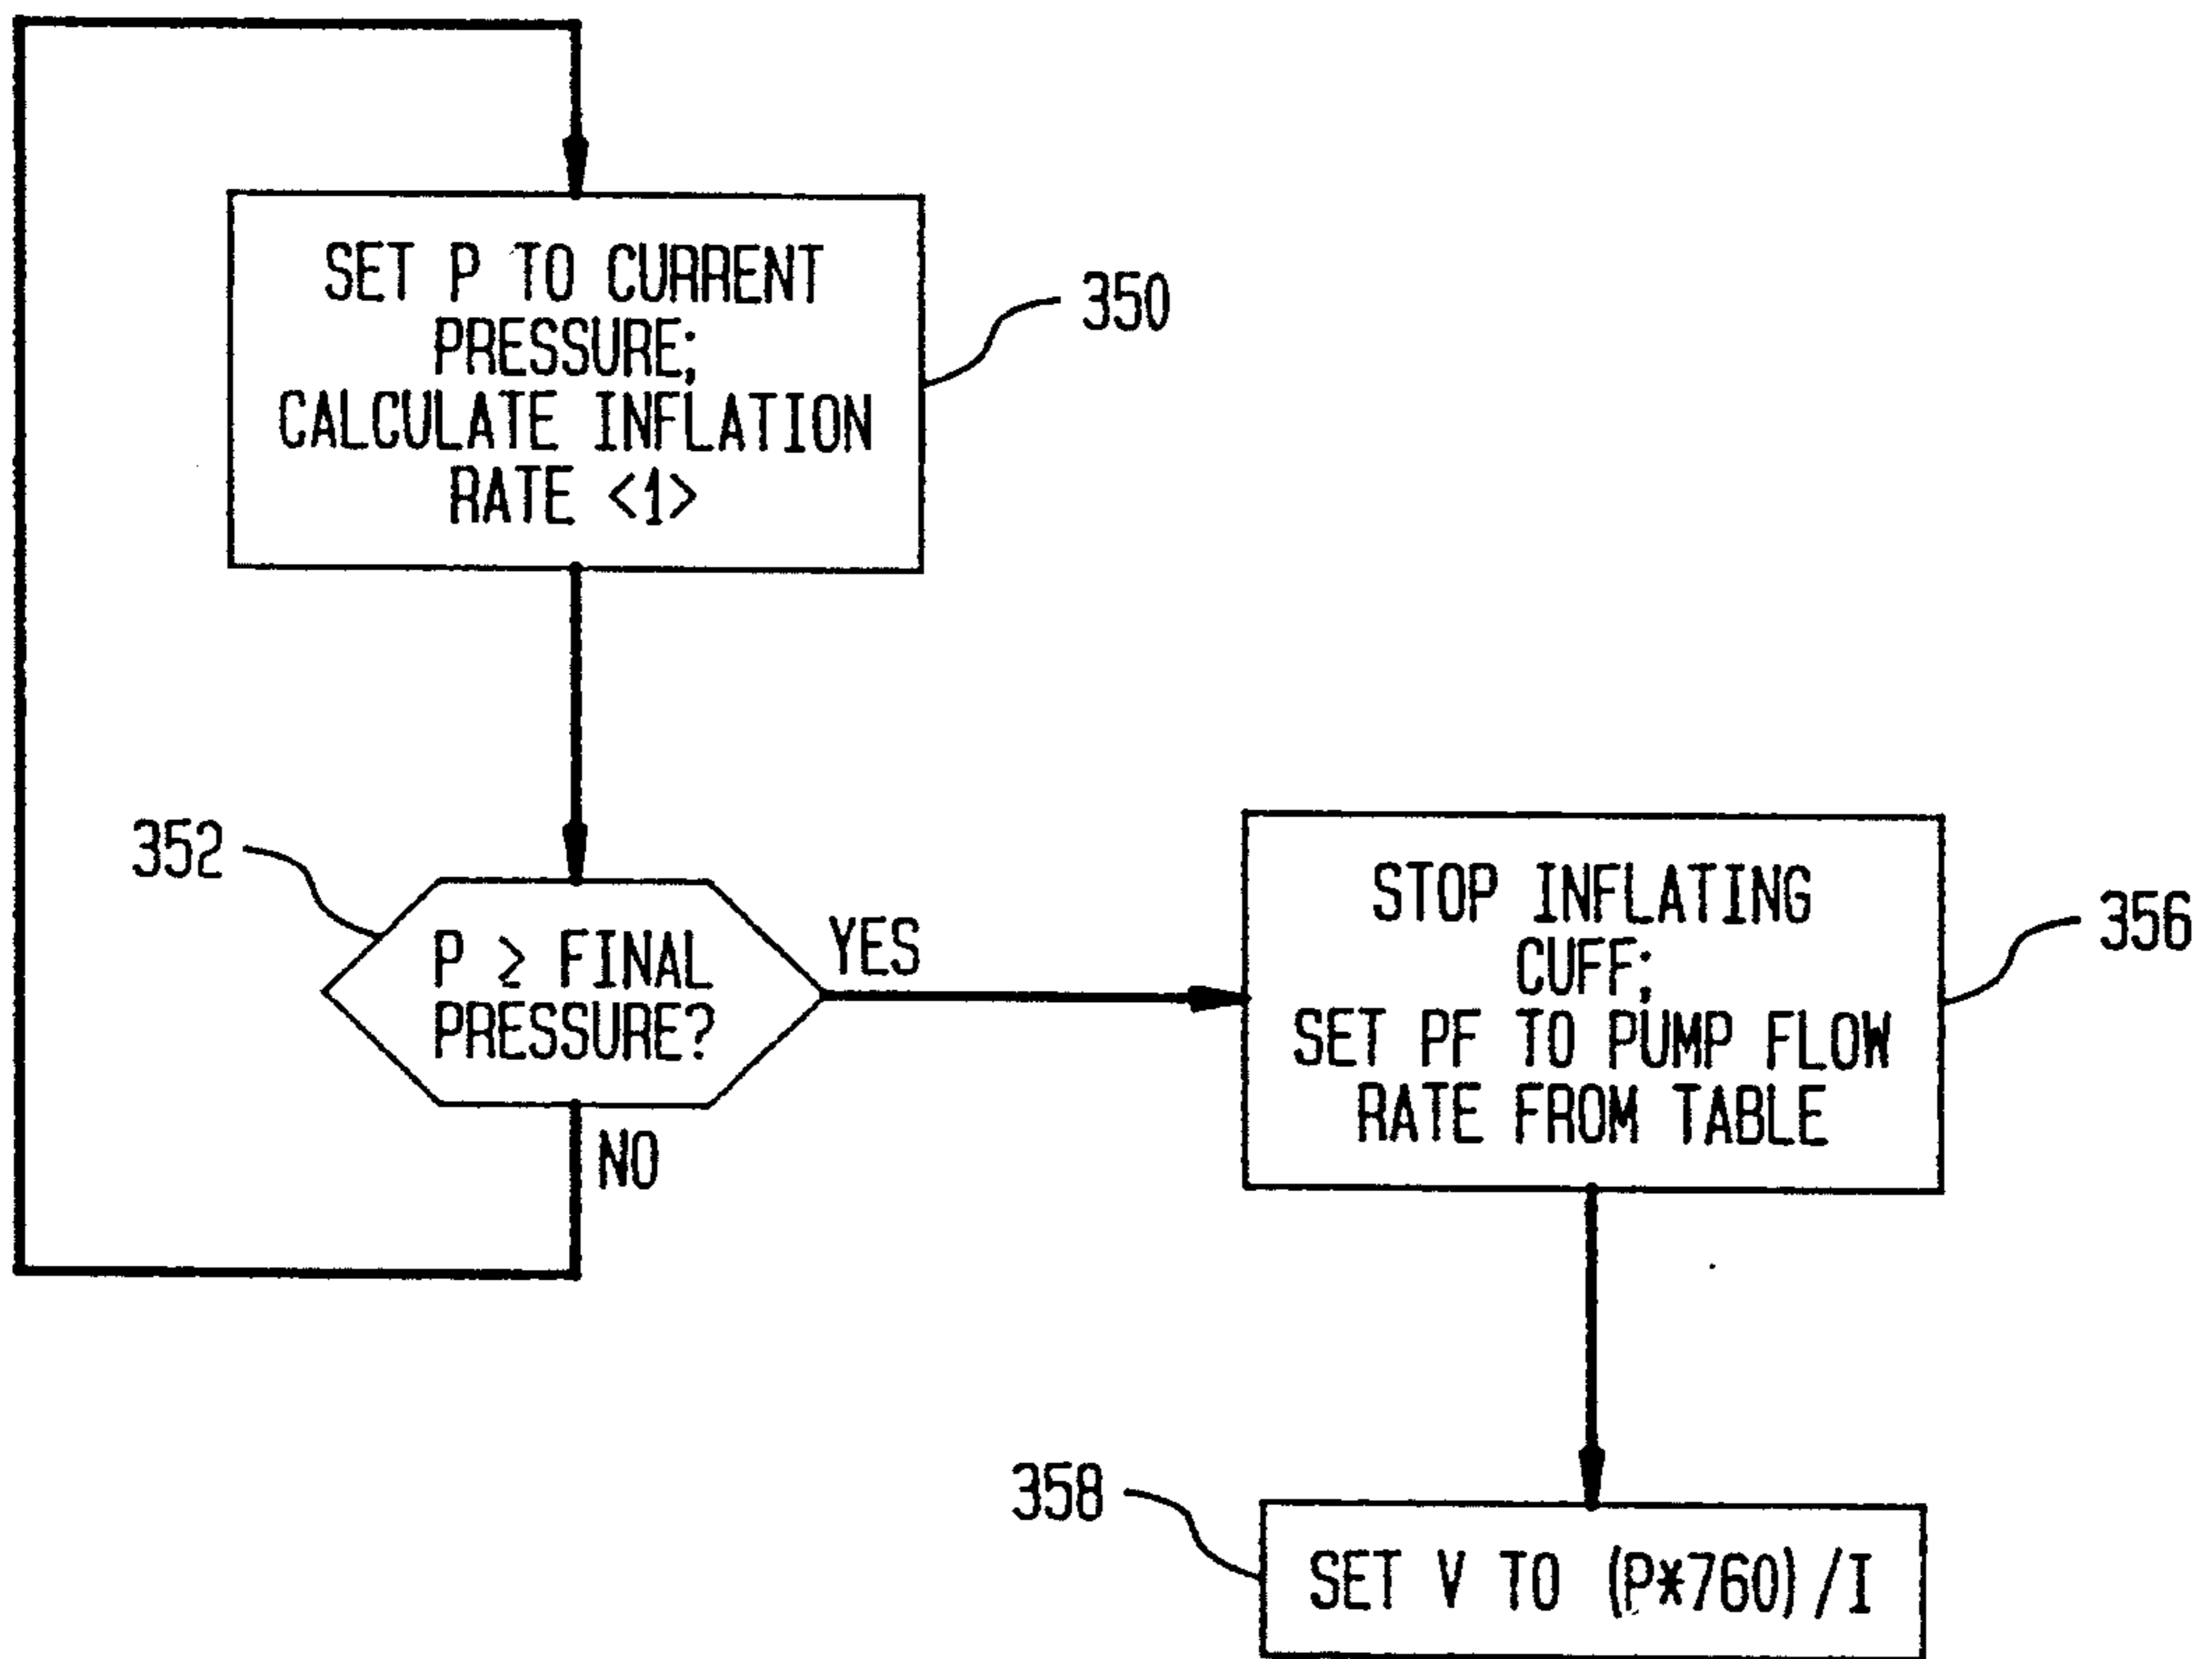 SET P TO CURRENT
PRESSURE;
CALCULATE INFLATION
RATE <1>
350
352
P ≥ FINAL
PRESSURE?
YES
NO
STOP INFLATING
CUFF;
SET PF TO PUMP FLOW
RATE FROM TABLE
356
358
SET V TO (P*760)/I